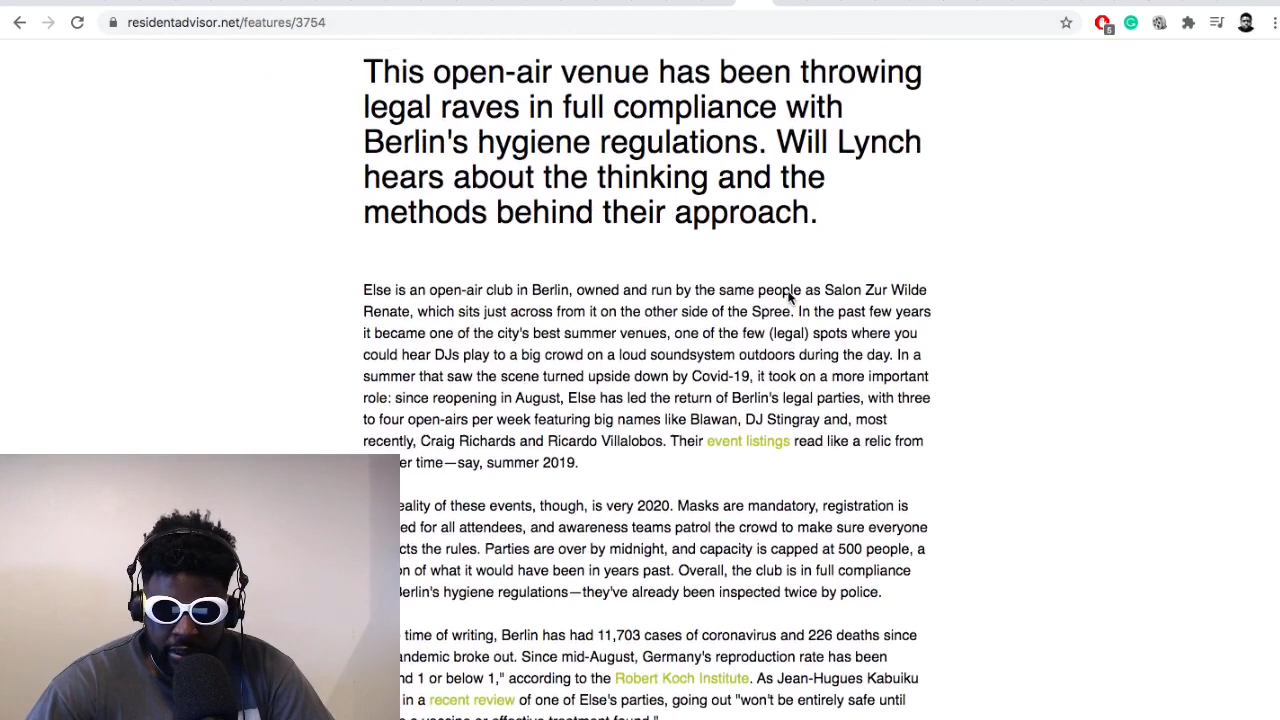 residentadvisor.net/features/3754
5
This open-air venue has been throwing
legal raves in full compliance with
Berlin's hygiene regulations. Will Lynch
hears about the thinking and the
methods behind their approach.
Else is an open-air club in Berlin, owned and run by the same people as Salon Zur Wilde
Renate, which sits just across from it on the other side of the Spree. In the past few years
it became one of the city's best summer venues, one of the few (legal) spots where you
could hear DJs play to a big crowd on a loud soundsystem outdoors during the day. In a
summer that saw the scene turned upside down by Covid-19, it took on a more important
role: since reopening in August, Else has led the return of Berlin's legal parties, with three
to four open-airs per week featuring big names like Blawan, DJ Stingray and, most
recently, Craig Richards and Ricardo Villalobos. Their event listings read like a relic from
er time—say, summer 2019.
eality of these events, though, is very 2020. Masks are mandatory, registration is
ed for all attendees, and awareness teams patrol the crowd to make sure everyone
cts the rules. Parties are over by midnight, and capacity is capped at 500 people, a
n of what it would have been in years past. Overall, the club is in full compliance
Berlin's hygiene regulations—they've already been inspected twice by police.
time of writing, Berlin has had 11,703 cases of coronavirus and 226 deaths since
andemic broke out. Since mid-August, Germany's reproduction rate has been
nd 1 or below 1," according to the Robert Koch Institute. As Jean-Hugues Kabuiku
in a recent review of one of Else's parties, going out "won't be entirely safe until
a vaccine or effective treatment found."